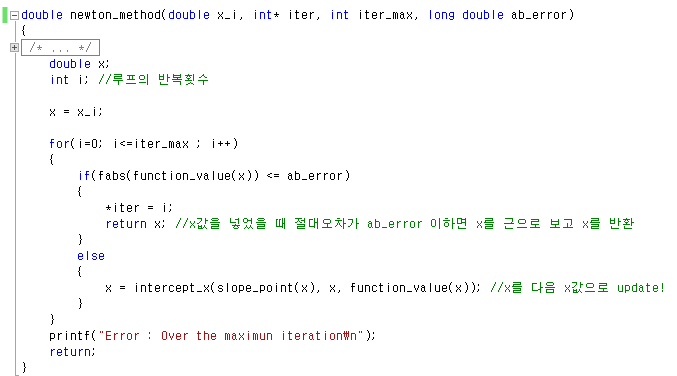 double newton_method(double x_i, int* iter, int iter_max, long double ab_error)
{
/* ... */
double x;
int i; //루프의 반복횟수
x = x_i;
for(i=0; i<=iter_max ; i++)
{
if(fabs(function_value(x)) <= ab_error)
{
*iter = i;
return x; //x값을 넣었을 때 절대오차가 ab_error 이하면 x를 근으로 보고 x를 반환
}
else
{
x = intercept_x(slope_point(x), x, function_value(x)); //x를 다음 x값으로 update!
}
}
printf("Error : Over the maximun iteration₩n");
return;
}